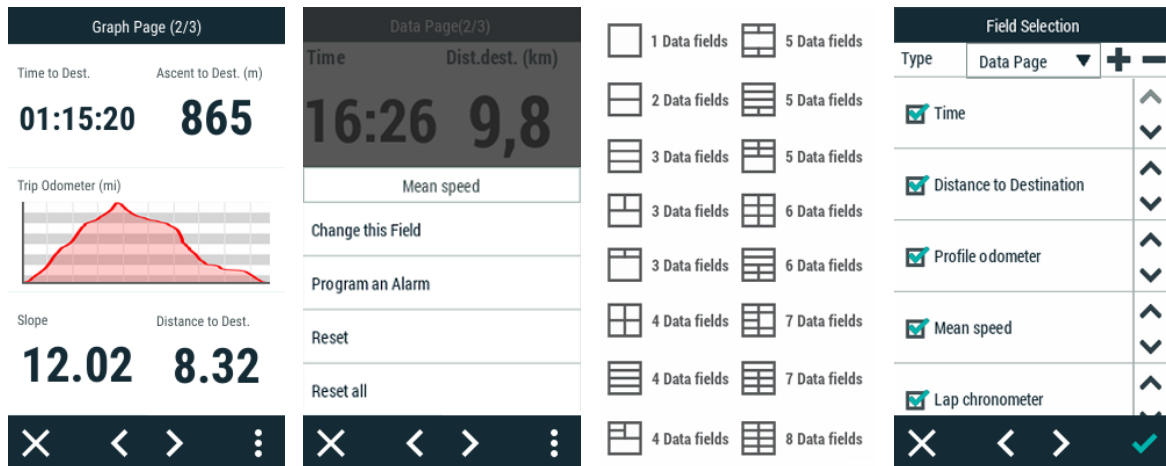 Graph Page (2/3)
Time to Dest. Ascent to Dest. (m)
01:15:20 865
Trip Odometer (mi)
Slope Distance to Dest.
12.02 8.32
Data Page(2/3)
Time Dist.dest. (km)
16:26 9,8
Mean speed
Change this Field
Program an Alarm
Reset
Reset all
1 Data fields 5 Data fields
2 Data fields 5 Data fields
3 Data fields 5 Data fields
3 Data fields 6 Data fields
3 Data fields 6 Data fields
4 Data fields 7 Data fields
4 Data fields 7 Data fields
4 Data fields 8 Data fields
Field Selection
Type Data Page
Time
Distance to Destination
Profile odometer
Mean speed
Lap chronometer